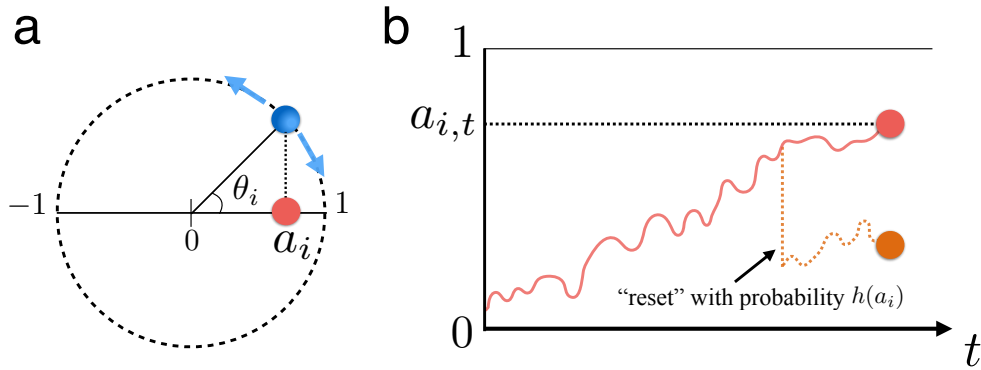 a
θ_i
−1
1
0
a_i
b
1
a_{i,t}
“reset” with probability h(a_i)
0
t